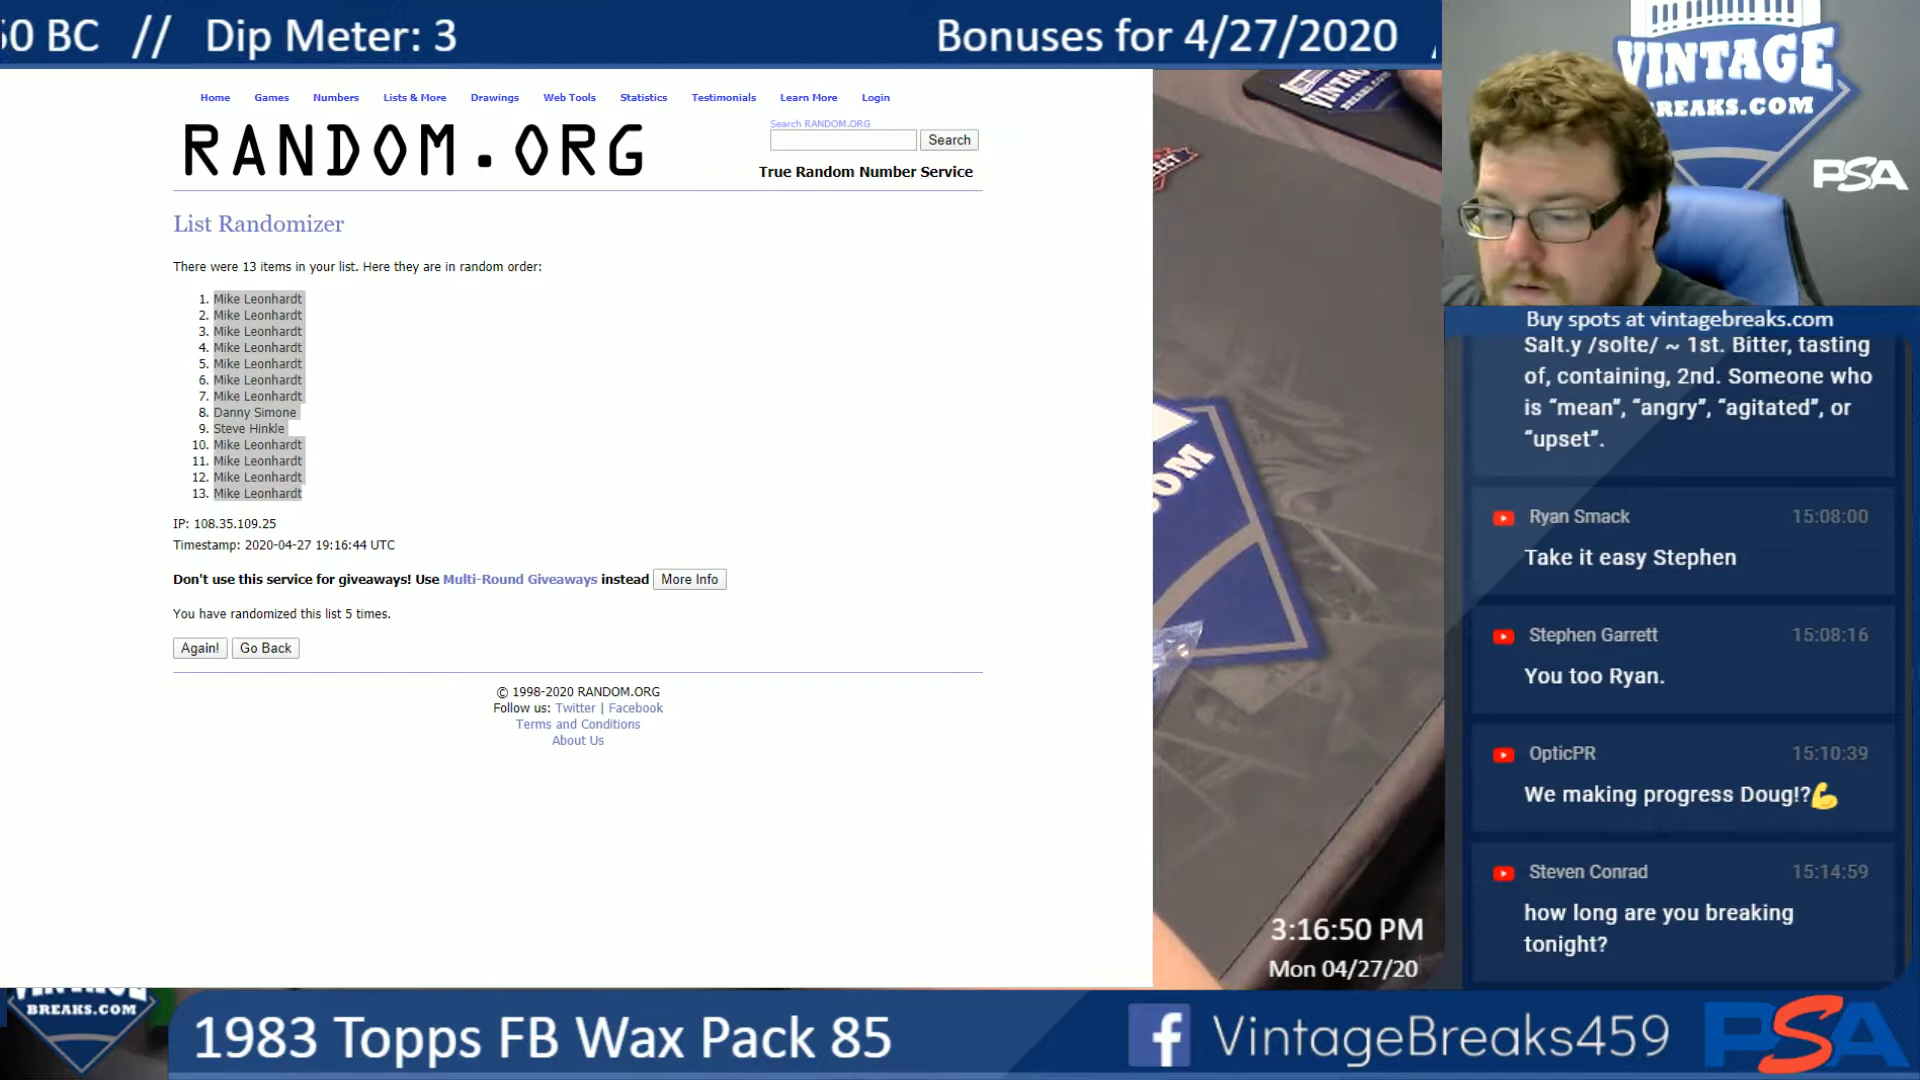 60 BC // Dip Meter: 3 Bonuses for 4/27/2020
Home Games Numbers Lists & More Drawings Web Tools Statistics Testimonials Learn More Login
RANDOM.ORG
Search RANDOM.ORG
Search
True Random Number Service
List Randomizer
There were 13 items in your list. Here they are in random order:
1. Mike Leonhardt
2. Mike Leonhardt
3. Mike Leonhardt
4. Mike Leonhardt
5. Mike Leonhardt
6. Mike Leonhardt
7. Mike Leonhardt
8. Danny Simone
9. Steve Hinkle
10. Mike Leonhardt
11. Mike Leonhardt
12. Mike Leonhardt
13. Mike Leonhardt
IP: 108.35.109.25
Timestamp: 2020-04-27 19:16:44 UTC
Don't use this service for giveaways! Use Multi-Round Giveaways instead More Info
You have randomized this list 5 times.
Again! Go Back
© 1998-2020 RANDOM.ORG
Follow us: Twitter | Facebook
Terms and Conditions
About Us
VINTAGE
.COM
3:16:50 PM
Mon 04/27/20
VINTAGE
BREAKS.COM
PSA
Buy spots at vintagebreaks.com
Salt.y /solte/ ~ 1st. Bitter, tasting
of, containing, 2nd. Someone who
is “mean”, “angry”, “agitated”, or
“upset”.
Ryan Smack 15:08:00
Take it easy Stephen
Stephen Garrett 15:08:16
You too Ryan.
OpticPR 15:10:39
We making progress Doug!?💪
Steven Conrad 15:14:59
how long are you breaking
tonight?
VINTAGE
BREAKS.COM
1983 Topps FB Wax Pack 85
f VintageBreaks459
PSA